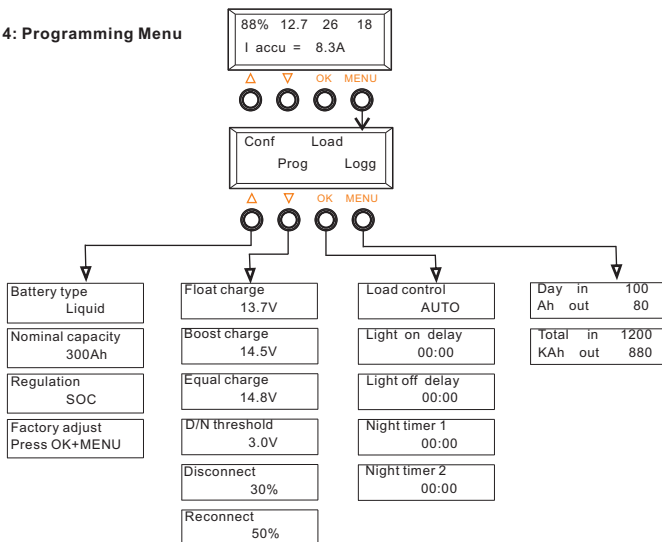 4: Programming Menu
88% 12.7 26 18
I accu = 8.3A
OK MENU
Conf Load
Prog Logg
OK MENU
Battery type
Liquid
Nominal capacity
300Ah
Regulation
SOC
Factory adjust
Press OK+MENU
Float charge
13.7V
Boost charge
14.5V
Equal charge
14.8V
D/N threshold
3.0V
Disconnect
30%
Reconnect
50%
Load control
AUTO
Light on delay
00:00
Light off delay
00:00
Night timer 1
00:00
Night timer 2
00:00
Day in 100
Ah out 80
Total in 1200
KAh out 880